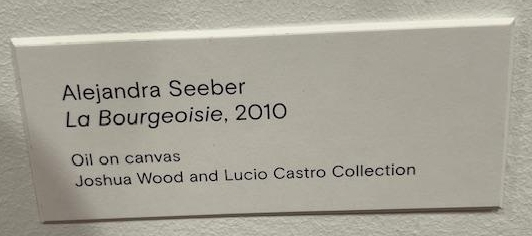 Alejandra Seeber
La Bourgeoisie, 2010
Oil on canvas
Joshua Wood and Lucio Castro Collection